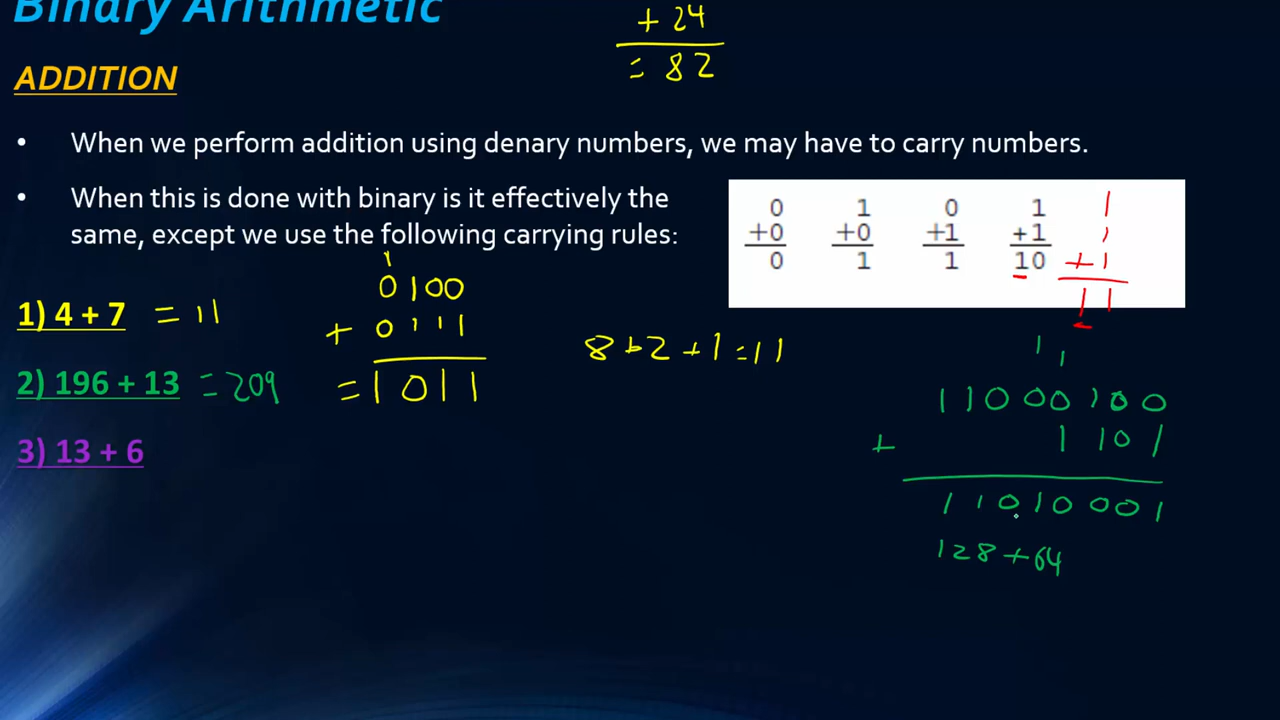 Binary Arithmetic
+ 24
= 82
ADDITION
• When we perform addition using denary numbers, we may have to carry numbers.
• When this is done with binary is it effectively the
same, except we use the following carrying rules:
0 1 0 1 1
+0 +0 +1 +1 1
0 1 1 10 +1
11
1) 4 + 7 = 11
1
0100
+ 0111
= 1011
8+2+1=11
2) 196 + 13 = 209
1 1
11000100
+ 1101
11010001
128+64
3) 13 + 6